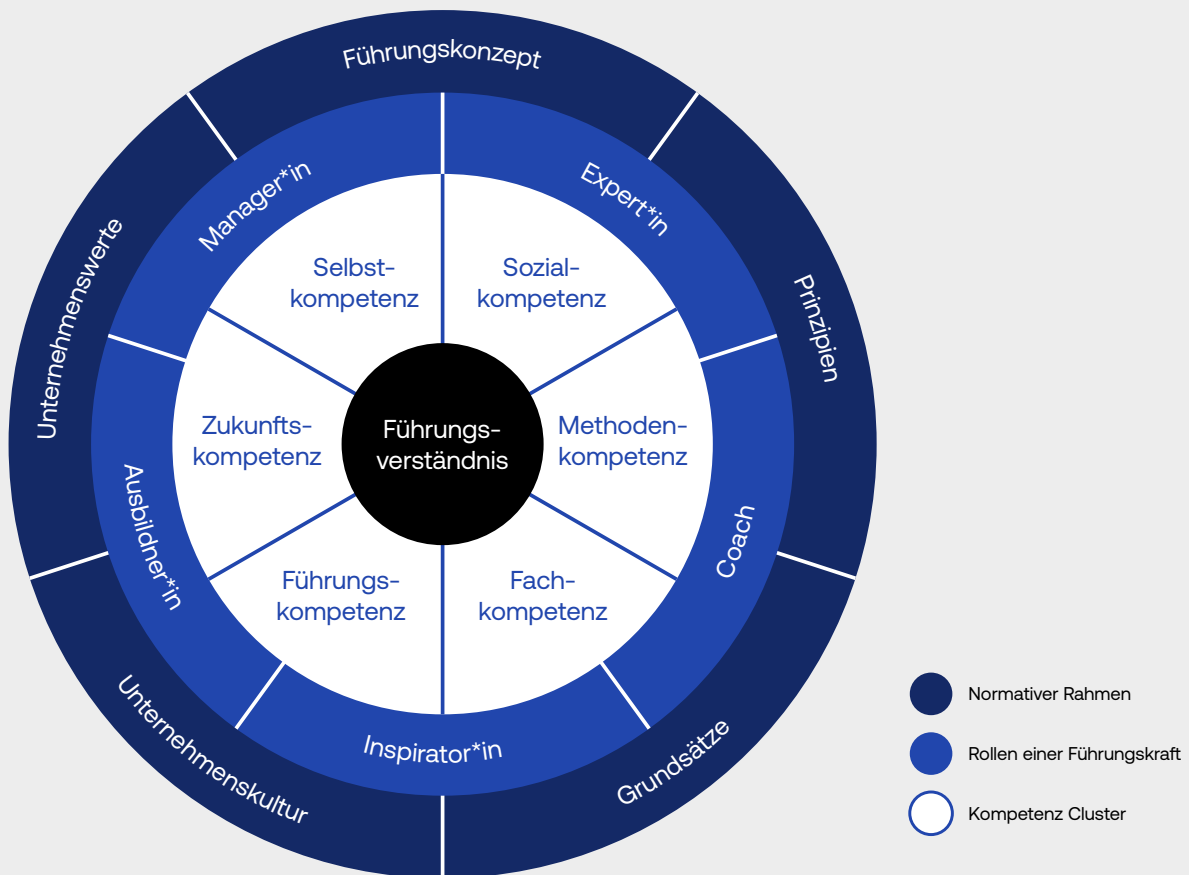 Führungskonzept
Manager*in
Expert*in
Unternehmenswerte
Prinzipien
Selbst-
kompetenz
Sozial-
kompetenz
Zukunfts-
kompetenz
Führungs-
verständnis
Methoden-
kompetenz
Ausbildner*in
Coach
Führungs-
kompetenz
Fach-
kompetenz
Unternehmenskultur
Inspirator*in
Grundsätze
Normativer Rahmen
Rollen einer Führungskraft
Kompetenz Cluster